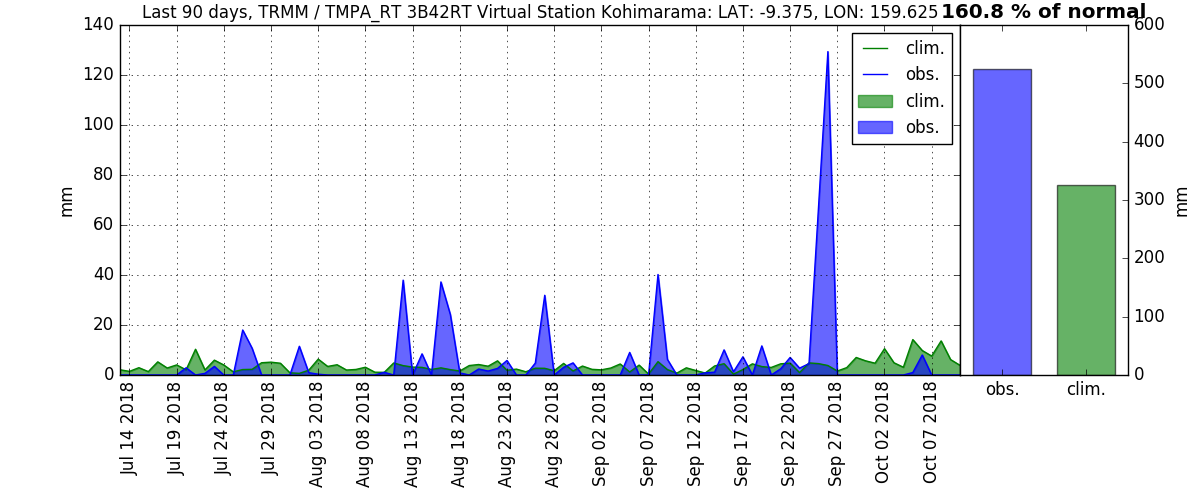 Last 90 days, TRMM / TMPA_RT 3B42RT Virtual Station Kohimarama: LAT: -9.375, LON: 159.625
160.8 % of normal
140
120
100
80
60
40
20
0
mm
clim.
obs.
clim.
obs.
Jul 14 2018
Jul 19 2018
Jul 24 2018
Jul 29 2018
Aug 03 2018
Aug 08 2018
Aug 13 2018
Aug 18 2018
Aug 23 2018
Aug 28 2018
Sep 02 2018
Sep 07 2018
Sep 12 2018
Sep 17 2018
Sep 22 2018
Sep 27 2018
Oct 02 2018
Oct 07 2018
600
500
400
300
200
100
0
mm
obs.
clim.